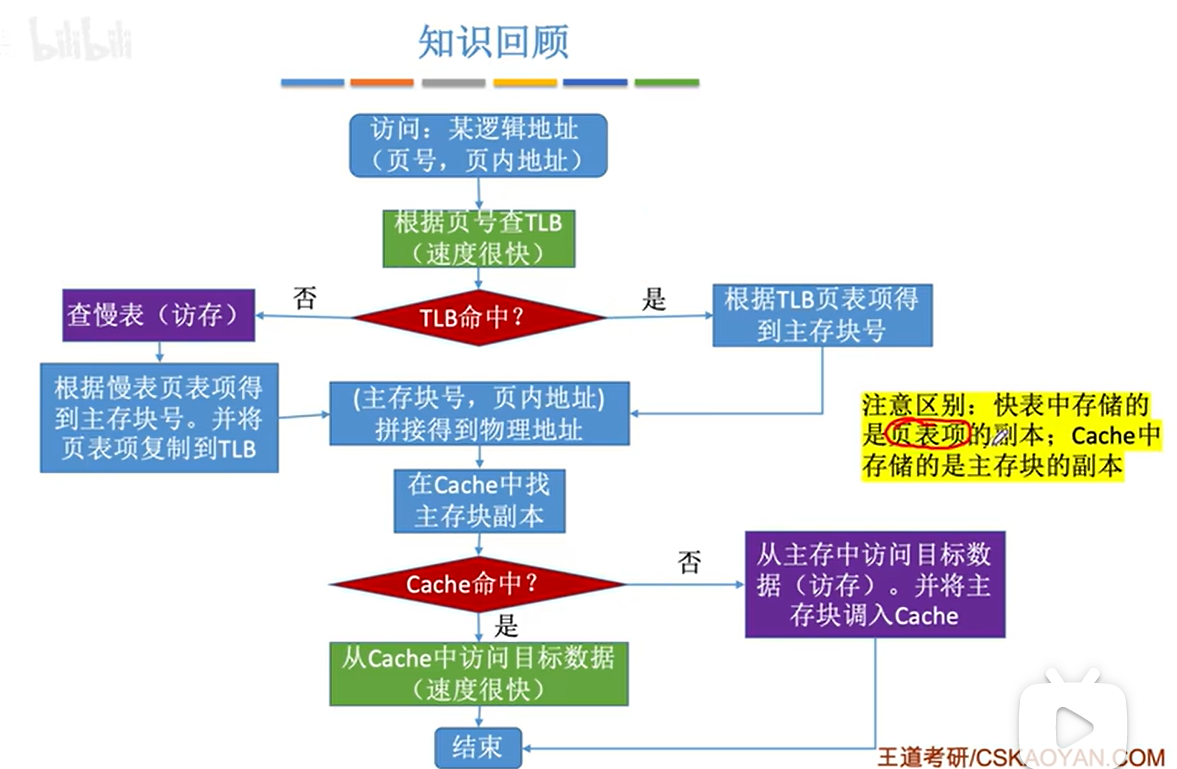 bilibili
知识回顾
访问：某逻辑地址
（页号，页内地址）
根据页号查TLB
（速度很快）
否
是
查慢表（访存）
TLB命中？
根据TLB页表项得
到主存块号
根据慢表页表项得
到主存块号。并将
页表项复制到TLB
(主存块号，页内地址)
拼接得到物理地址
注意区别：快表中存储的
是页表项的副本；Cache中
存储的是主存块的副本
在Cache中找
主存块副本
Cache命中？
否
是
从主存中访问目标数
据（访存）。并将主
存块调入Cache
从Cache中访问目标数据
（速度很快）
结束
王道考研/CSKAOYAN.COM